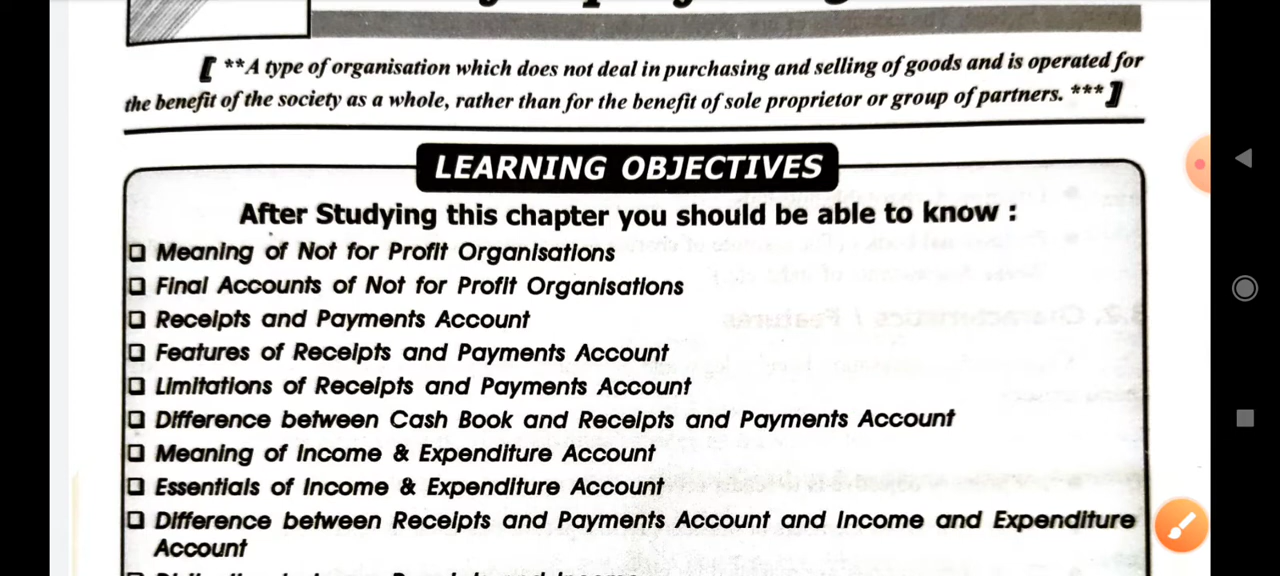 [ **A type of organisation which does not deal in purchasing and selling of goods and is operated for
the benefit of the society as a whole, rather than for the benefit of sole proprietor or group of partners. *** ]
LEARNING OBJECTIVES
After Studying this chapter you should be able to know :
❑ Meaning of Not for Profit Organisations
❑ Final Accounts of Not for Profit Organisations
❑ Receipts and Payments Account
❑ Features of Receipts and Payments Account
❑ Limitations of Receipts and Payments Account
❑ Difference between Cash Book and Receipts and Payments Account
❑ Meaning of Income & Expenditure Account
❑ Essentials of Income & Expenditure Account
❑ Difference between Receipts and Payments Account and Income and Expenditure
Account